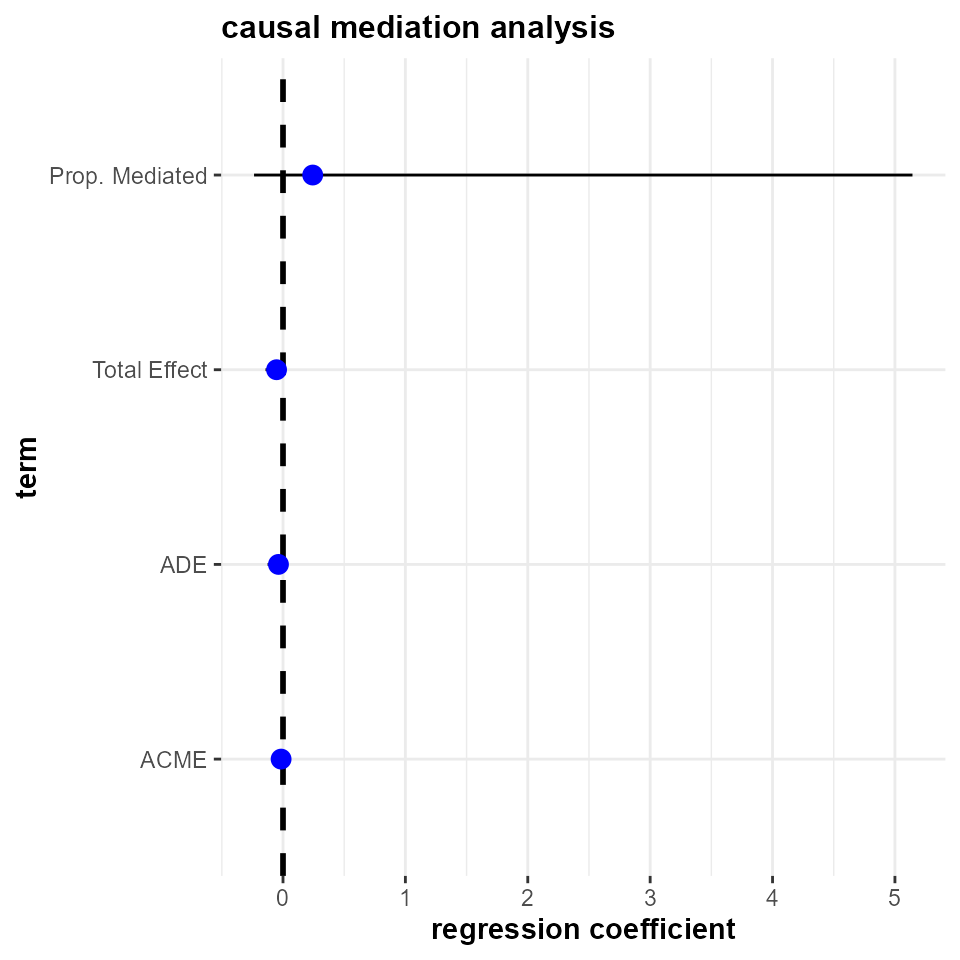 causal mediation analysis
Prop. Mediated
Total Effect
ADE
ACME
term
0 1 2 3 4 5
regression coefficient